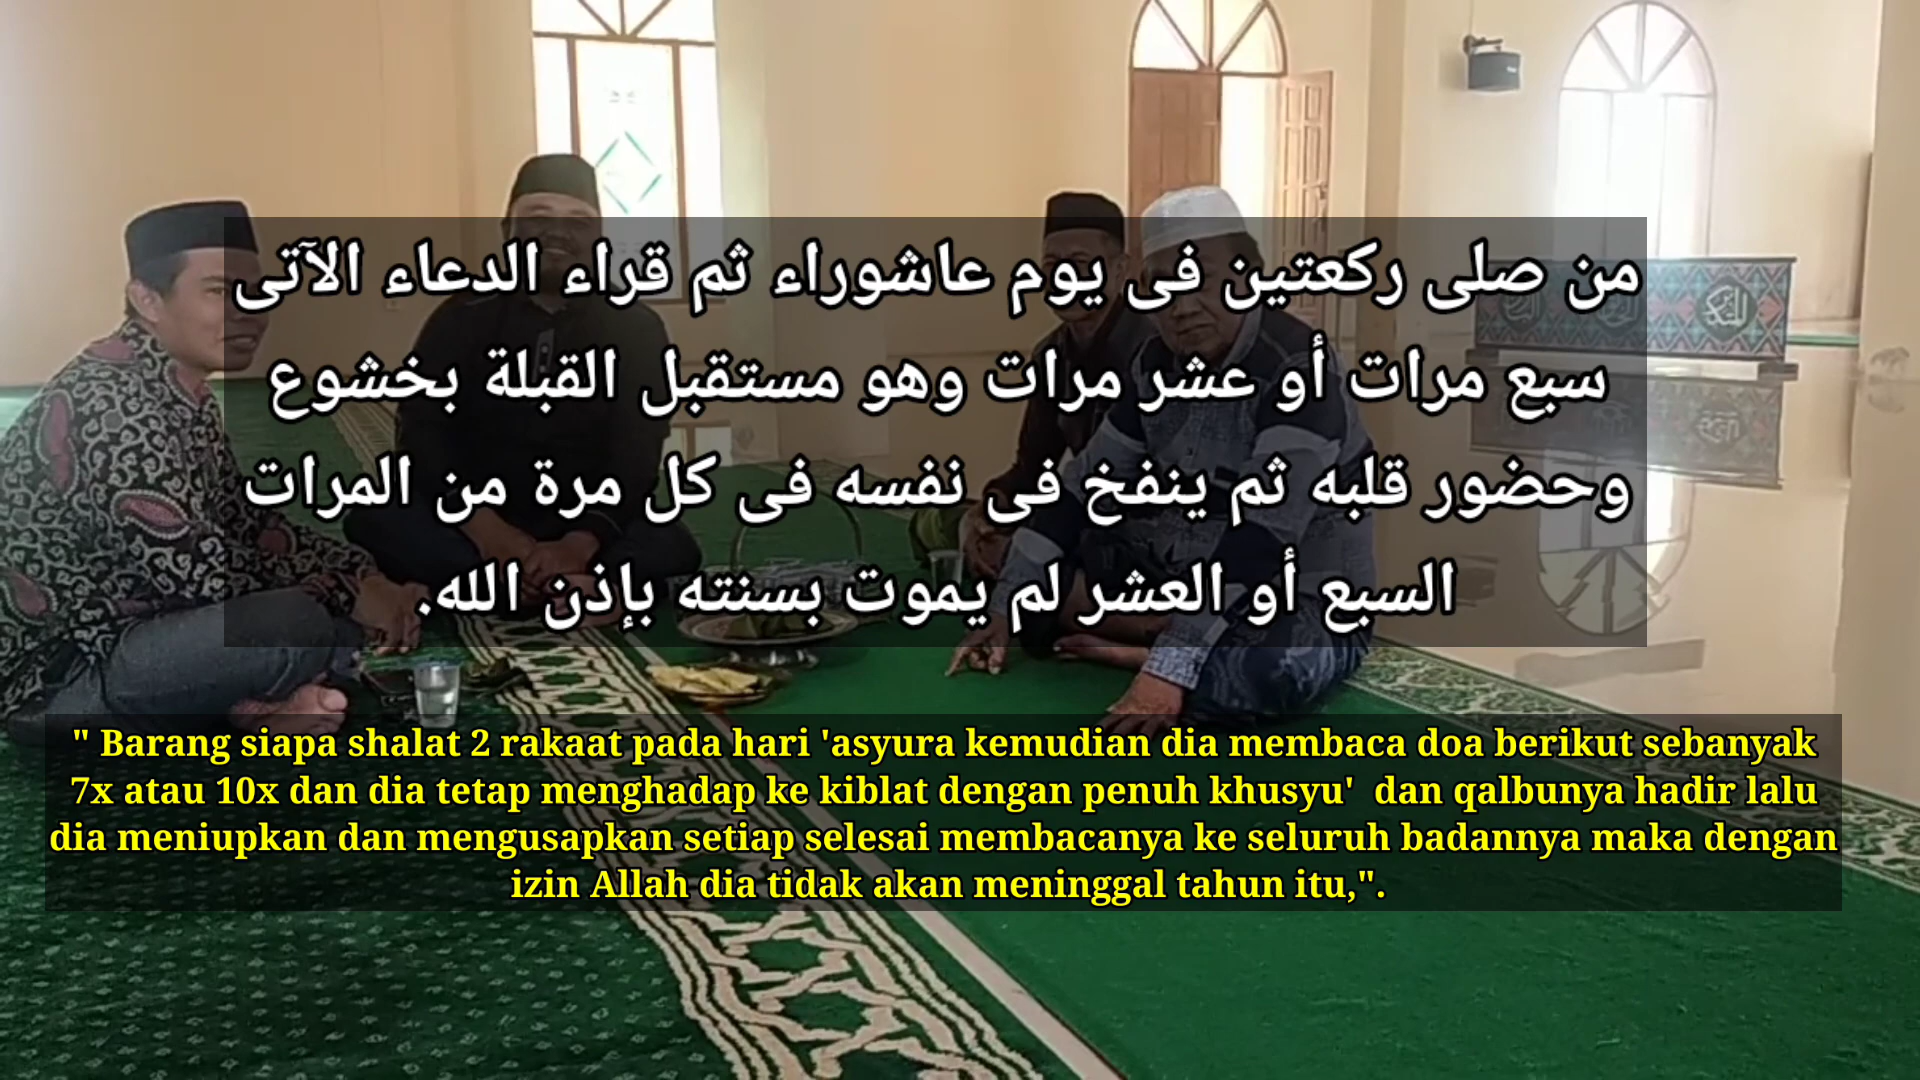 من صلى ركعتين فى يوم عاشوراء ثم قراء الدعاء الآتى
سبع مرات أو عشر مرات وهو مستقبل القبلة بخشوع
وحضور قلبه ثم ينفخ فى نفسه فى كل مرة من المرات
السبع أو العشر لم يموت بسنته بإذن الله.
" Barang siapa shalat 2 rakaat pada hari 'asyura kemudian dia membaca doa berikut sebanyak
7x atau 10x dan dia tetap menghadap ke kiblat dengan penuh khusyu'  dan qalbunya hadir lalu
dia meniupkan dan mengusapkan setiap selesai membacanya ke seluruh badannya maka dengan
izin Allah dia tidak akan meninggal tahun itu,".